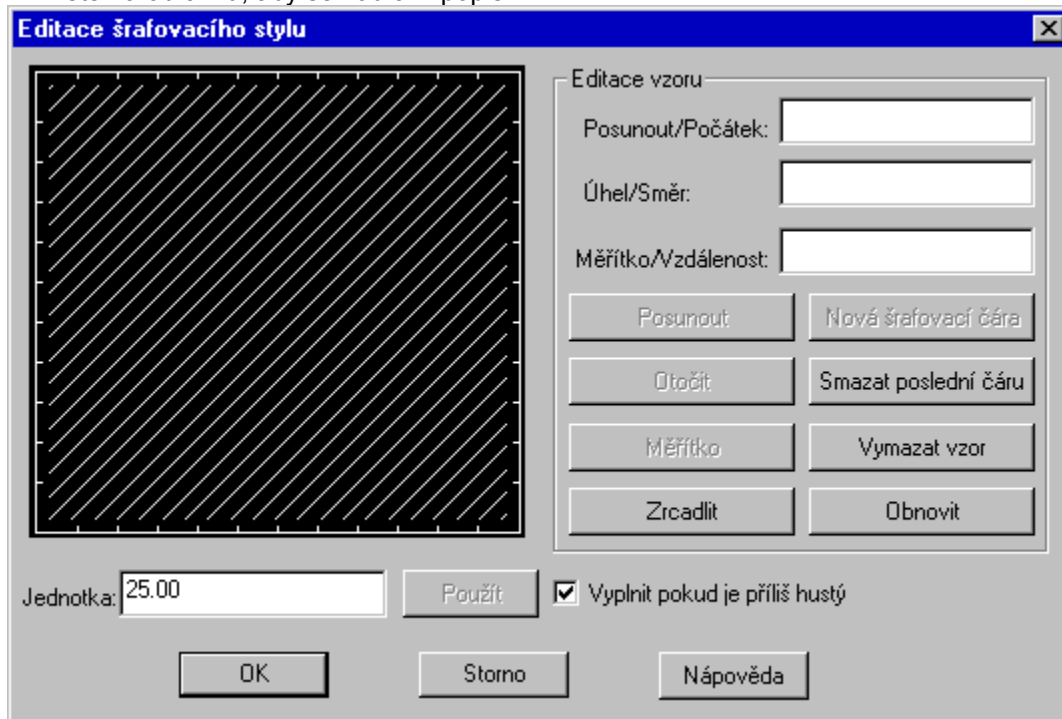 Editace šrafovacího stylu
Editace vzoru
Posunout/Počátek:
Úhel/Směr:
Měřítko/Vzdálenost:
Posunout
Nová šrafovací čára
Otočit
Smazat poslední čáru
Měřítko
Vymazat vzor
Zrcadlit
Obnovit
Jednotka:
25.00
Použít
Vyplnit pokud je příliš hustý
OK
Storno
Nápověda